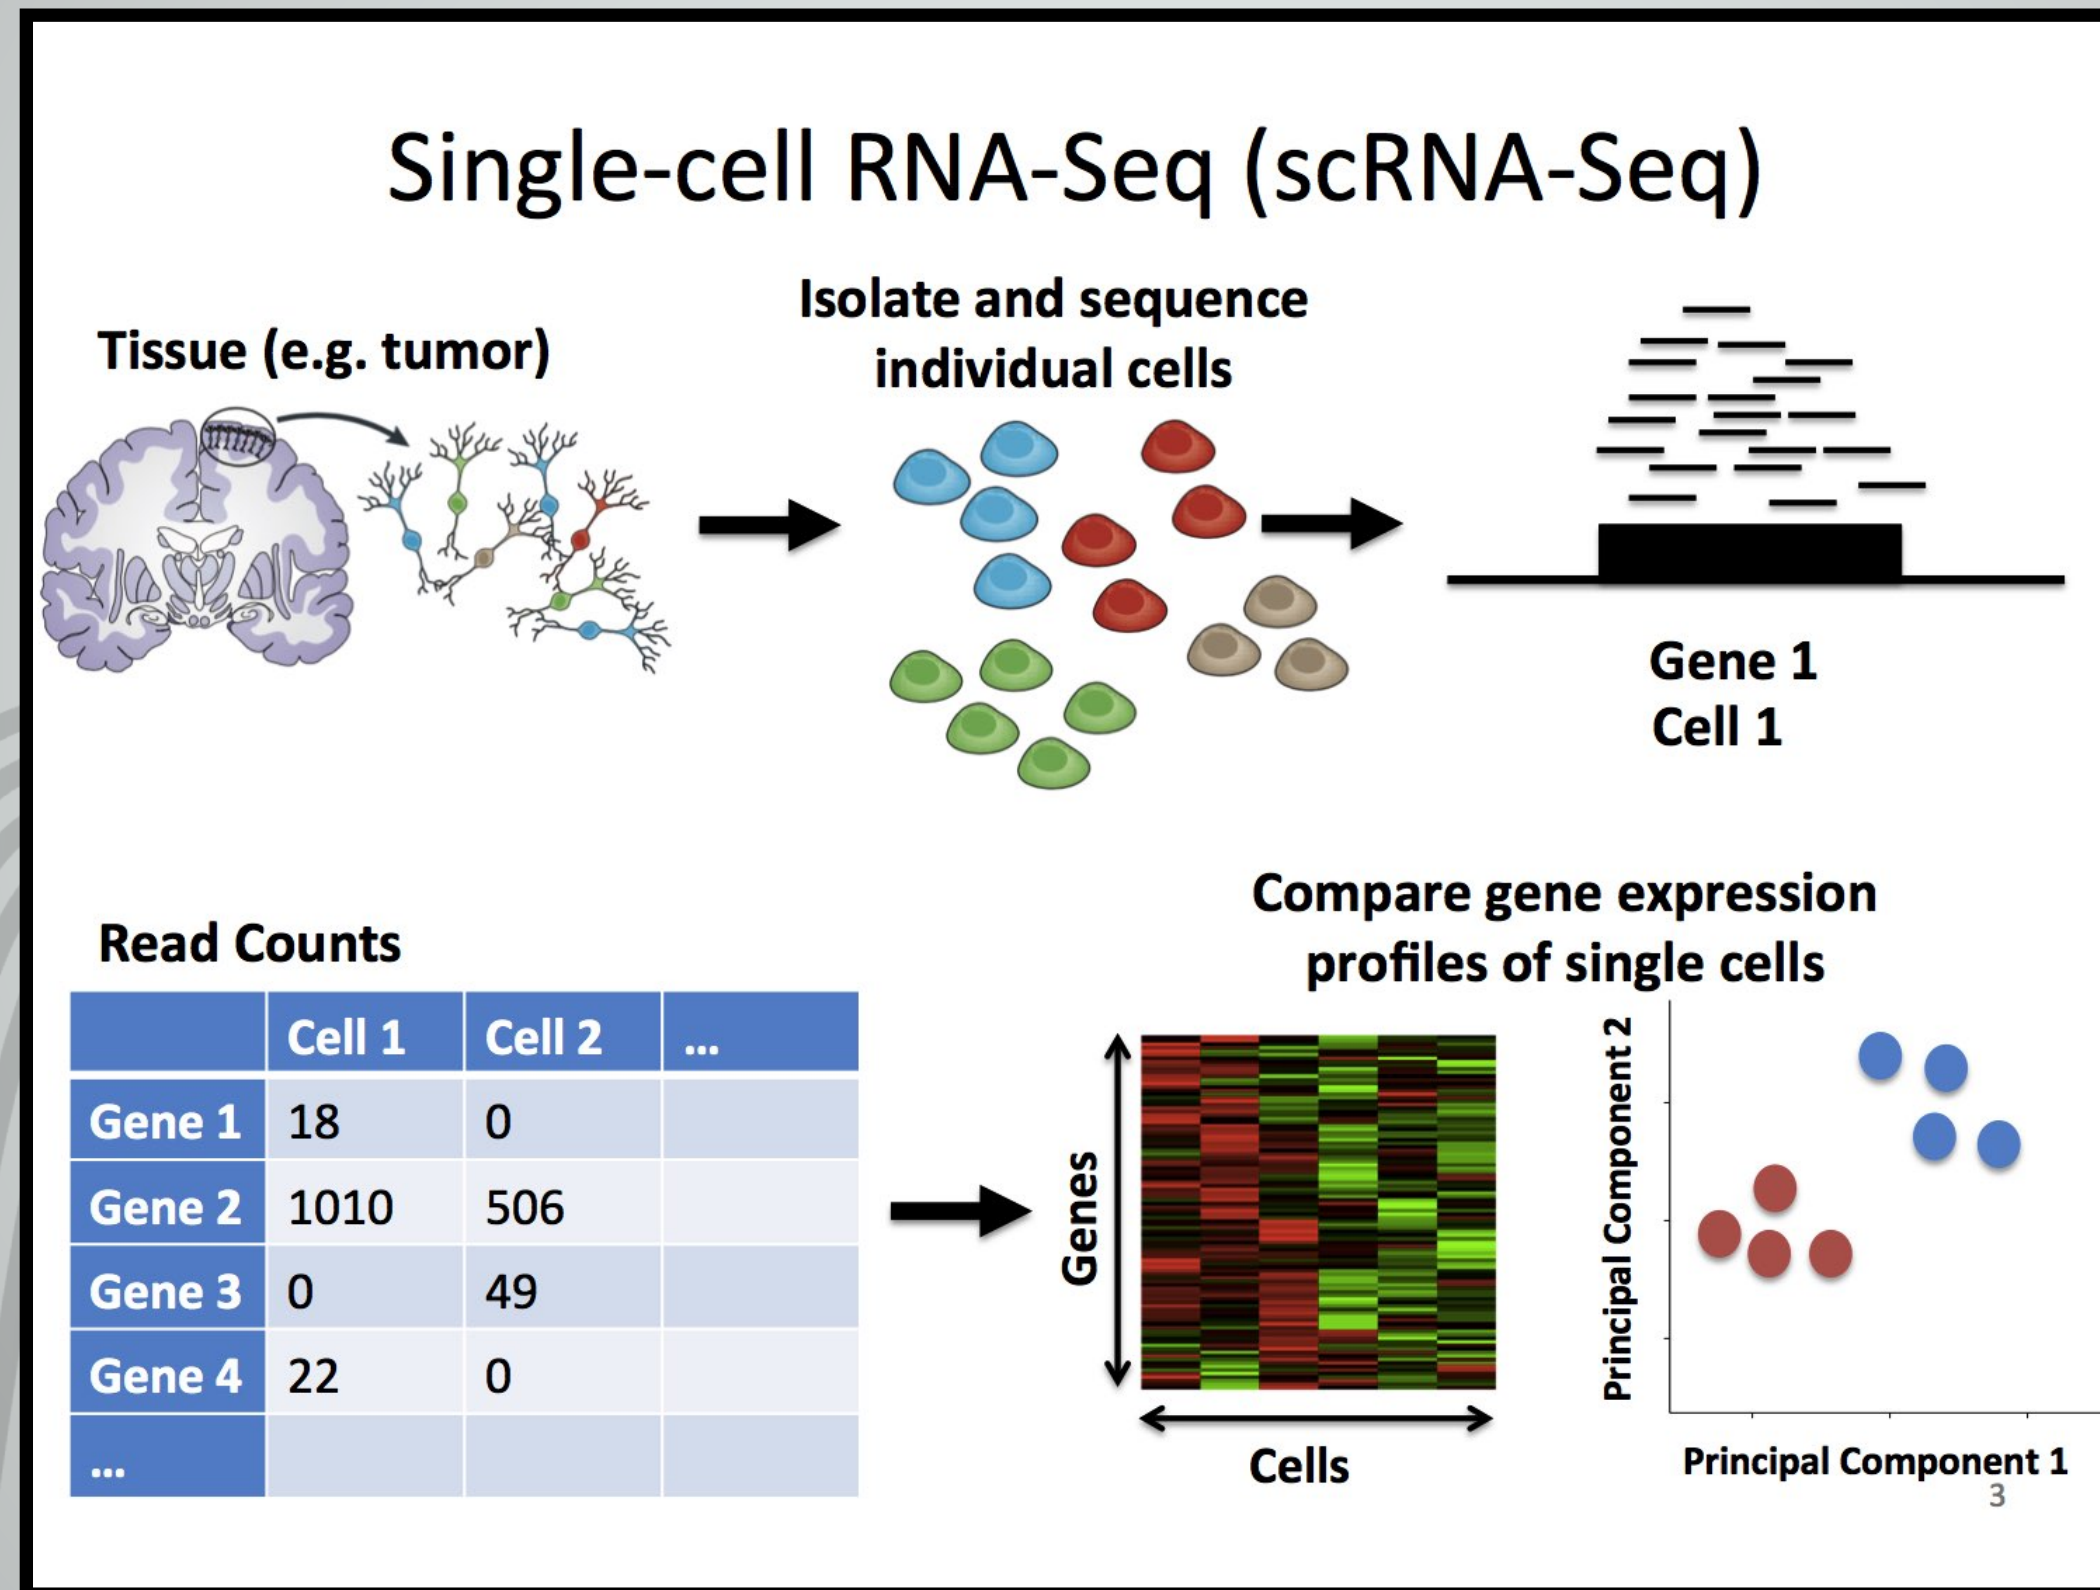 Single-cell RNA-Seq (scRNA-Seq)
Tissue (e.g. tumor)
Isolate and sequence
individual cells
Gene 1
Cell 1
Read Counts
Cell 1 Cell 2 ...
Gene 1 18 0
Gene 2 1010 506
Gene 3 0 49
Gene 4 22 0
...
Compare gene expression
profiles of single cells
Genes
Cells
Principal Component 2
Principal Component 1
3